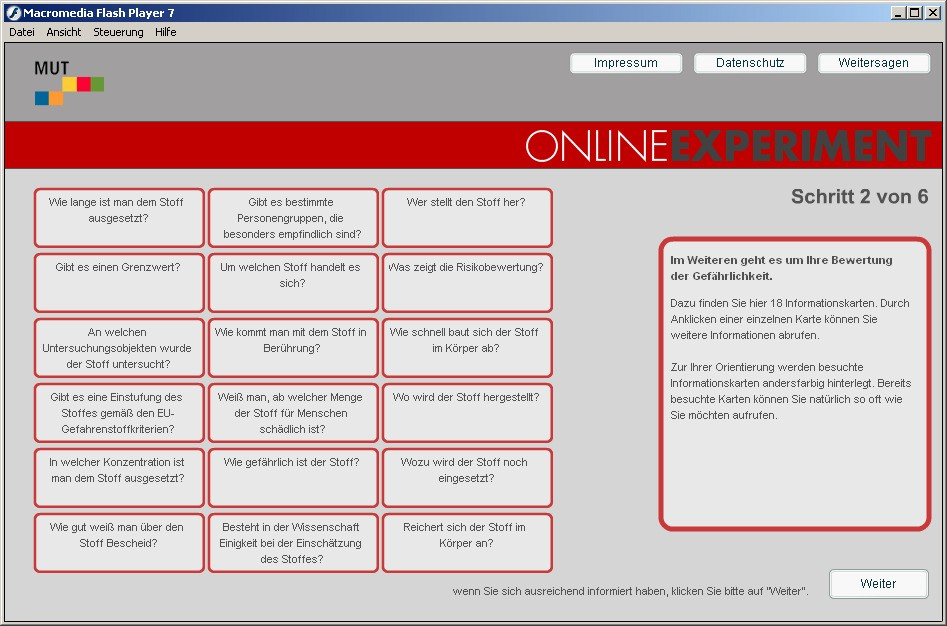 Macromedia Flash Player 7
Datei Ansicht Steuerung Hilfe
MUT
Impressum
Datenschutz
Weitersagen
ONLINEEXPERIMENT
Schritt 2 von 6
Wie lange ist man dem Stoff
ausgesetzt?
Gibt es bestimmte
Personengruppen, die
besonders empfindlich sind?
Wer stellt den Stoff her?
Gibt es einen Grenzwert?
Um welchen Stoff handelt es
sich?
Was zeigt die Risikobewertung?
An welchen
Untersuchungsobjekten wurde
der Stoff untersucht?
Wie kommt man mit dem Stoff in
Berührung?
Wie schnell baut sich der Stoff
im Körper ab?
Gibt es eine Einstufung des
Stoffes gemäß den EU-
Gefahrenstoffkriterien?
Weiß man, ab welcher Menge
der Stoff für Menschen
schädlich ist?
Wo wird der Stoff hergestellt?
In welcher Konzentration ist
man dem Stoff ausgesetzt?
Wie gefährlich ist der Stoff?
Wozu wird der Stoff noch
eingesetzt?
Wie gut weiß man über den
Stoff Bescheid?
Besteht in der Wissenschaft
Einigkeit bei der Einschätzung
des Stoffes?
Reichert sich der Stoff im
Körper an?
Im Weiteren geht es um Ihre Bewertung
der Gefährlichkeit.
Dazu finden Sie hier 18 Informationskarten. Durch
Anklicken einer einzelnen Karte können Sie
weitere Informationen abrufen.
Zur Ihrer Orientierung werden besuchte
Informationskarten andersfarbig hinterlegt. Bereits
besuchte Karten können Sie natürlich so oft wie
Sie möchten aufrufen.
wenn Sie sich ausreichend informiert haben, klicken Sie bitte auf "Weiter".
Weiter